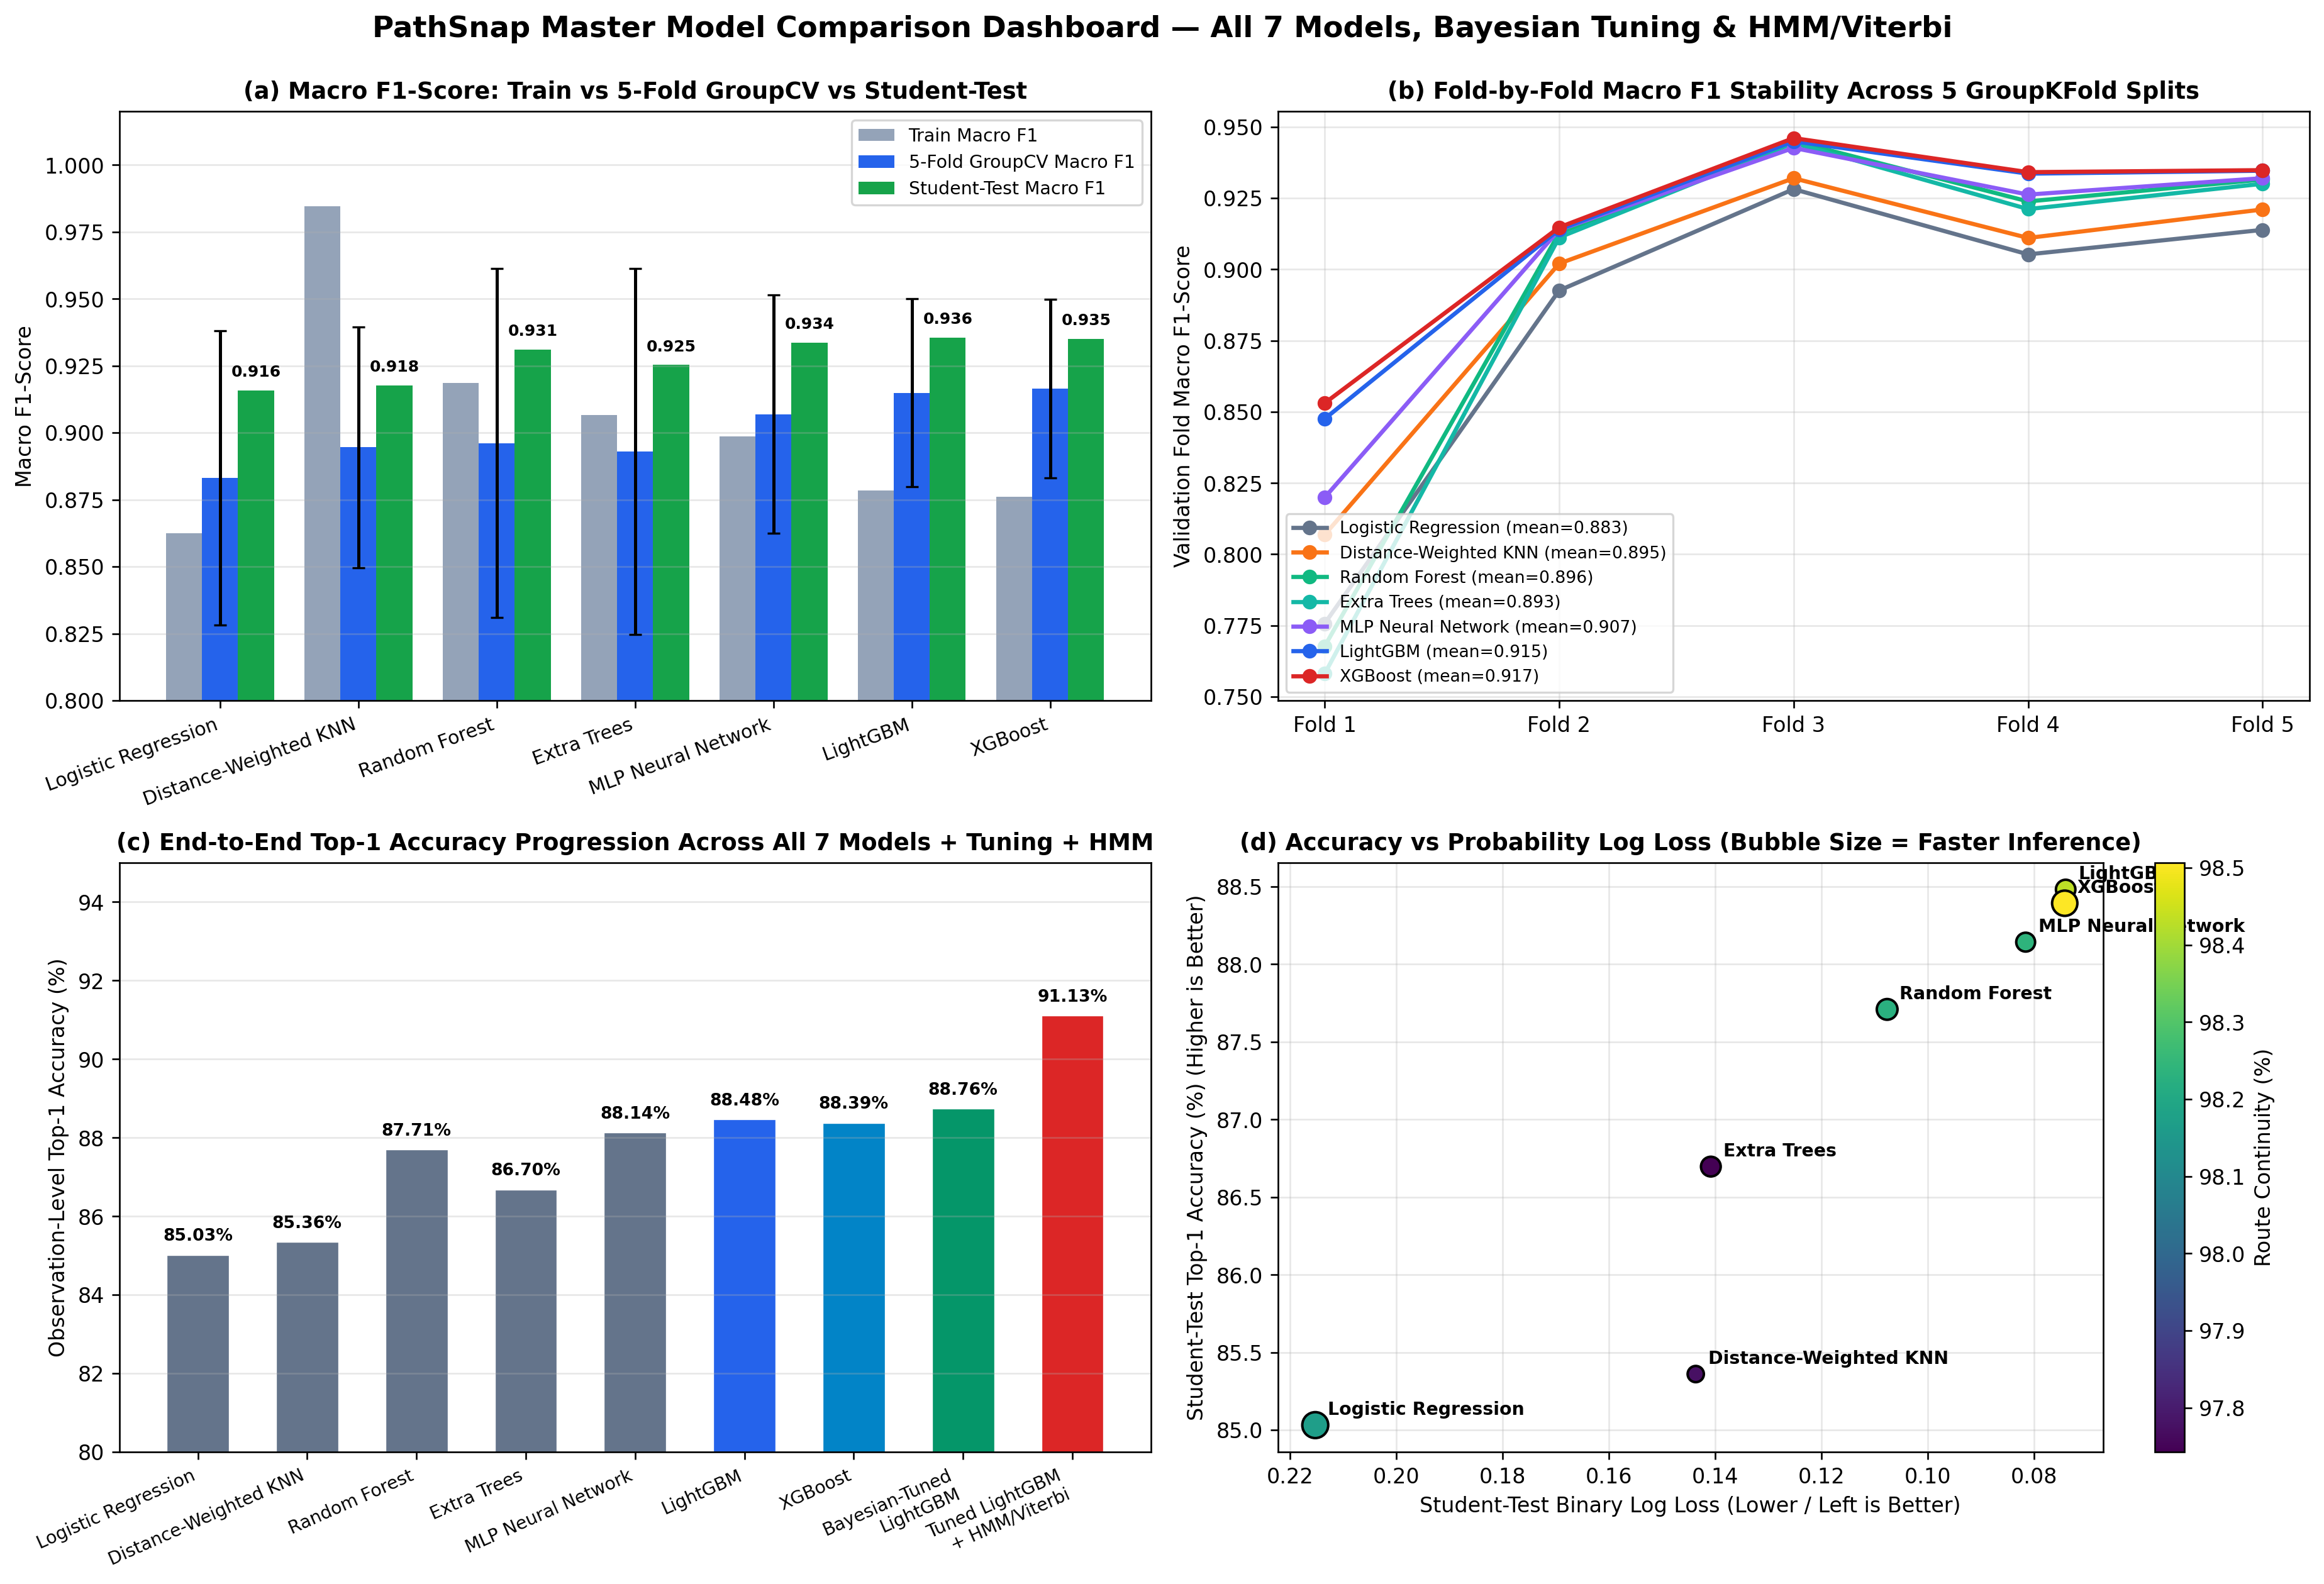 PathSnap Master Model Comparison Dashboard — All 7 Models, Bayesian Tuning & HMM/Viterbi
(a) Macro F1-Score: Train vs 5-Fold GroupCV vs Student-Test
Macro F1-Score
1.000
0.975
0.950
0.925
0.900
0.875
0.850
0.825
0.800
Train Macro F1
5-Fold GroupCV Macro F1
Student-Test Macro F1
0.916
0.918
0.931
0.925
0.934
0.936
0.935
Logistic Regression
Distance-Weighted KNN
Random Forest
Extra Trees
MLP Neural Network
LightGBM
XGBoost
(b) Fold-by-Fold Macro F1 Stability Across 5 GroupKFold Splits
Validation Fold Macro F1-Score
0.950
0.925
0.900
0.875
0.850
0.825
0.800
0.775
0.750
Logistic Regression (mean=0.883)
Distance-Weighted KNN (mean=0.895)
Random Forest (mean=0.896)
Extra Trees (mean=0.893)
MLP Neural Network (mean=0.907)
LightGBM (mean=0.915)
XGBoost (mean=0.917)
Fold 1
Fold 2
Fold 3
Fold 4
Fold 5
(c) End-to-End Top-1 Accuracy Progression Across All 7 Models + Tuning + HMM
Observation-Level Top-1 Accuracy (%)
94
92
90
88
86
84
82
80
85.03%
85.36%
87.71%
86.70%
88.14%
88.48%
88.39%
88.76%
91.13%
Logistic Regression
Distance-Weighted KNN
Random Forest
Extra Trees
MLP Neural Network
LightGBM
XGBoost
Bayesian-Tuned
LightGBM
Tuned LightGBM
+ HMM/Viterbi
(d) Accuracy vs Probability Log Loss (Bubble Size = Faster Inference)
Student-Test Top-1 Accuracy (%) (Higher is Better)
88.5
88.0
87.5
87.0
86.5
86.0
85.5
85.0
LightGB
XGBoos
MLP Neural Network
Random Forest
Extra Trees
Distance-Weighted KNN
Logistic Regression
0.22
0.20
0.18
0.16
0.14
0.12
0.10
0.08
Student-Test Binary Log Loss (Lower / Left is Better)
98.5
98.4
98.3
98.2
98.1
98.0
97.9
97.8
Route Continuity (%)